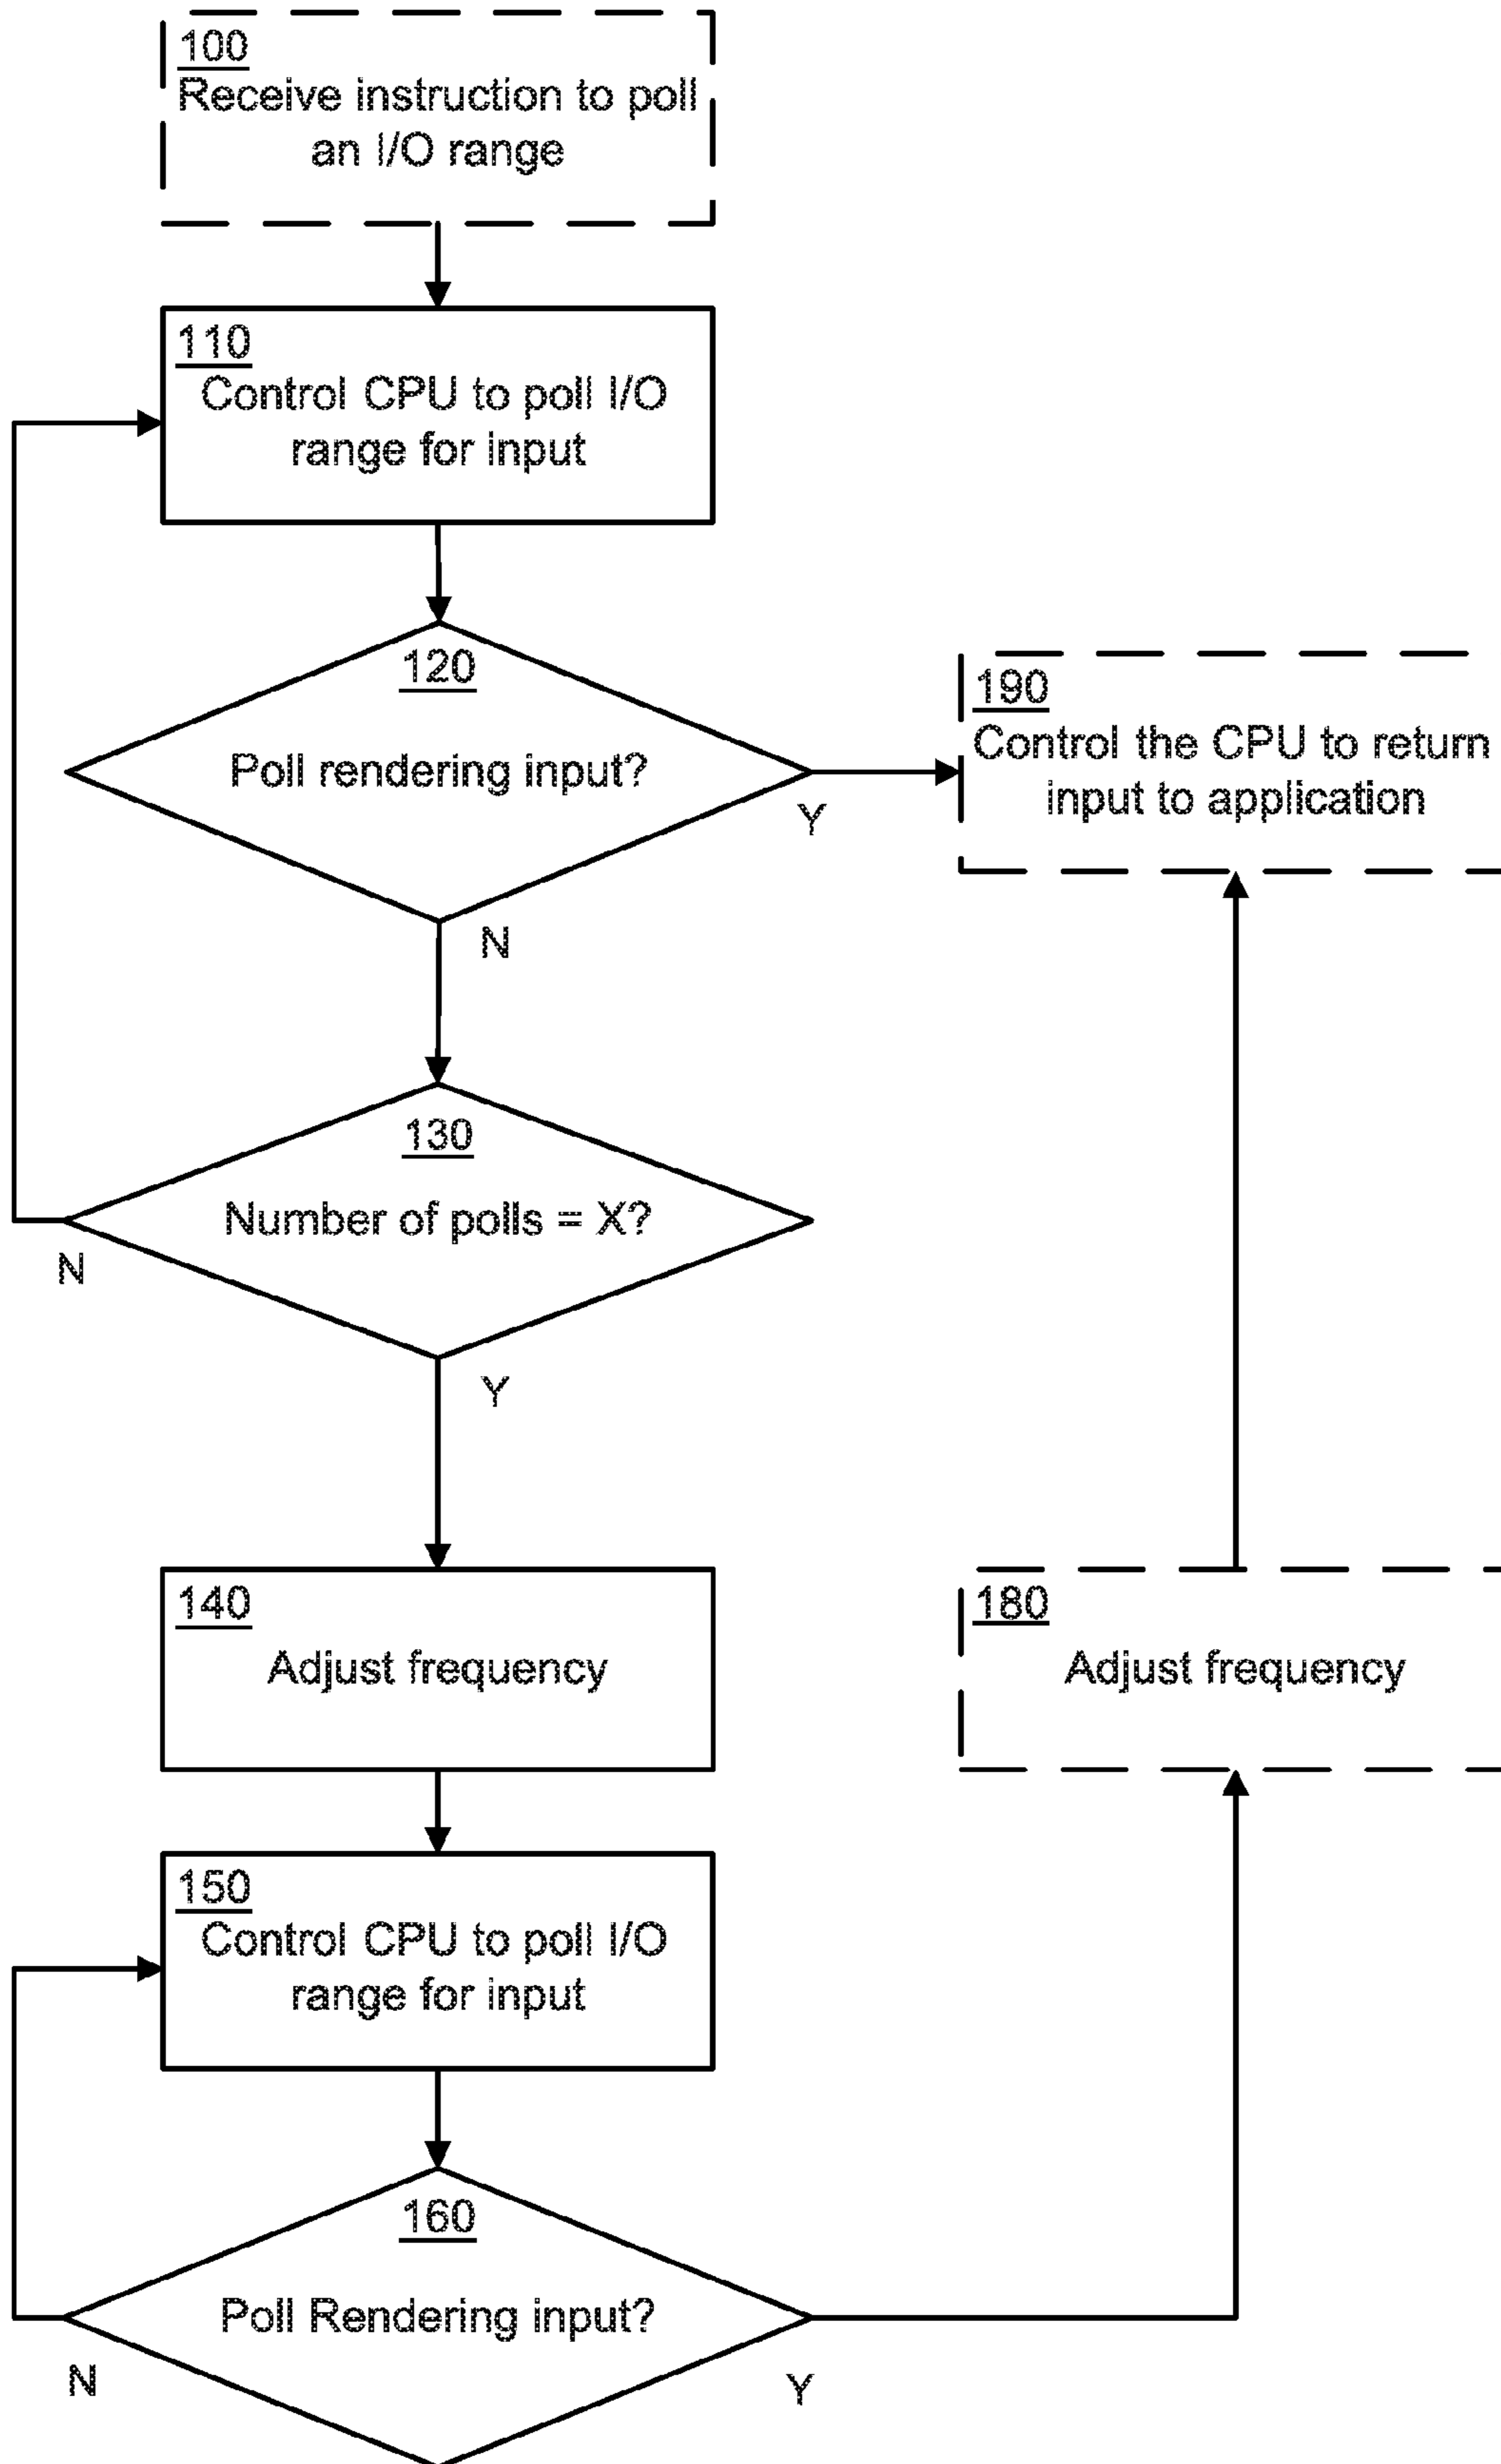 100
Receive instruction to poll
an I/O range
110
Control CPU to poll I/O
range for input
120
Poll rendering input?
Y
N
190
Control the CPU to return
input to application
130
Number of polls = X?
N
Y
140
Adjust frequency
180
Adjust frequency
150
Control CPU to poll I/O
range for input
160
Poll Rendering input?
N
Y